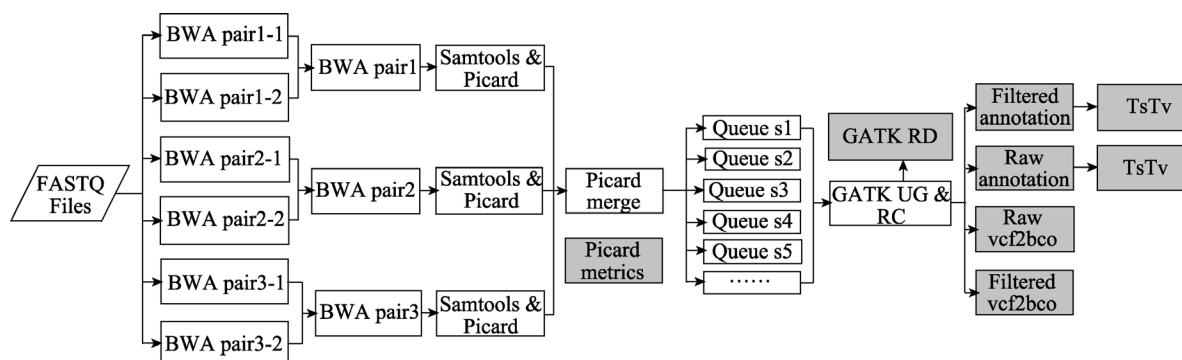 FASTQ
Files
BWA pair1-1
BWA pair1-2
BWA pair2-1
BWA pair2-2
BWA pair3-1
BWA pair3-2
BWA pair1
BWA pair2
BWA pair3
Samtools &
Picard
Samtools &
Picard
Samtools &
Picard
Picard
merge
Picard
metrics
Queue s1
Queue s2
Queue s3
Queue s4
Queue s5
······
GATK RD
GATK UG &
RC
Filtered
annotation
Raw
annotation
Raw
vcf2bco
Filtered
vcf2bco
TsTv
TsTv